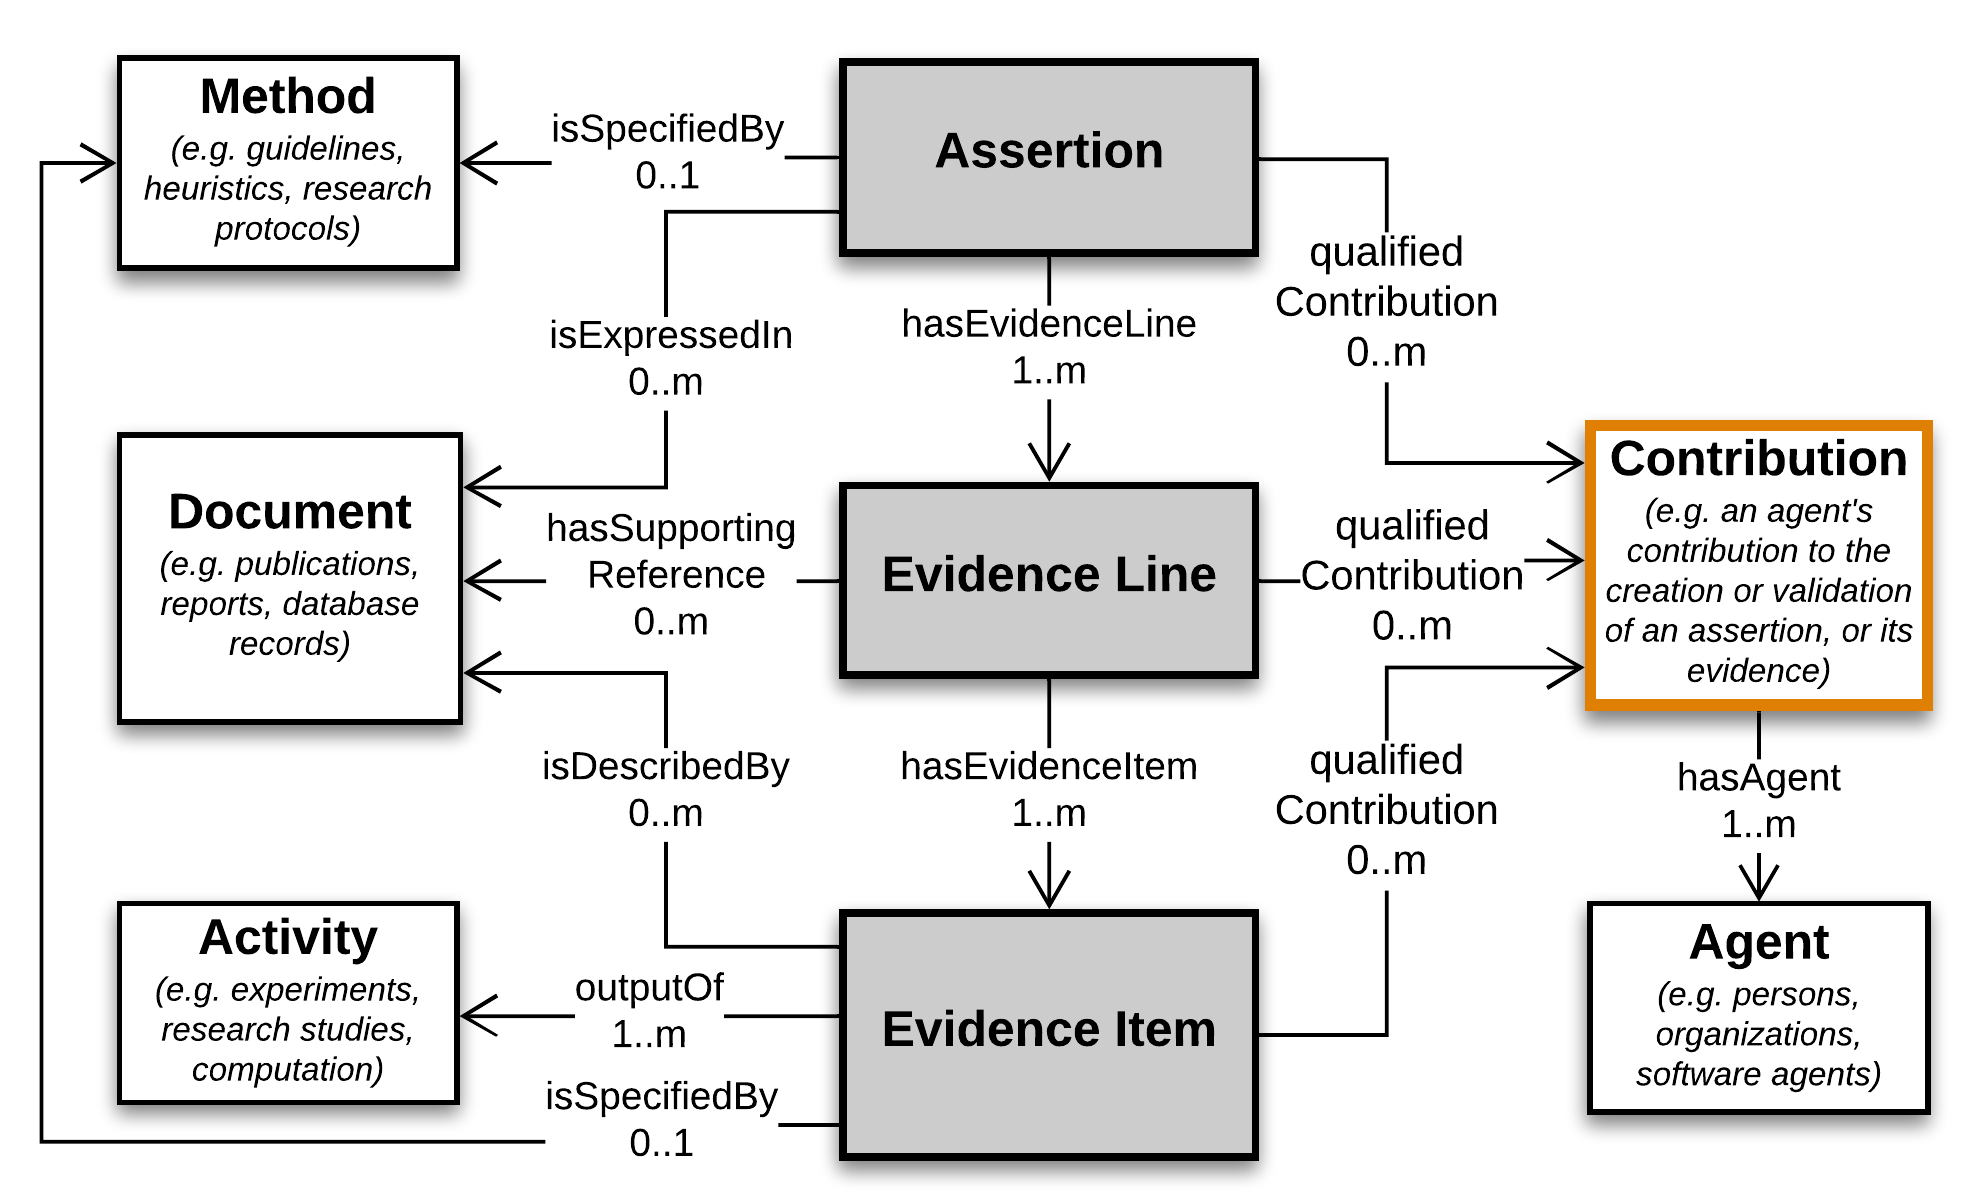 Method
(e.g. guidelines,
heuristics, research
protocols)
isSpecifiedBy
0..1
Assertion
qualified
Contribution
0..m
isExpressedIn
0..m
hasEvidenceLine
1..m
Document
(e.g. publications,
reports, database
records)
hasSupporting
Reference
0..m
Evidence Line
qualified
Contribution
0..m
Contribution
(e.g. an agent's
contribution to the
creation or validation
of an assertion, or its
evidence)
isDescribedBy
0..m
hasEvidenceItem
1..m
qualified
Contribution
0..m
hasAgent
1..m
Activity
(e.g. experiments,
research studies,
computation)
outputOf
1..m
isSpecifiedBy
0..1
Evidence Item
Agent
(e.g. persons,
organizations,
software agents)